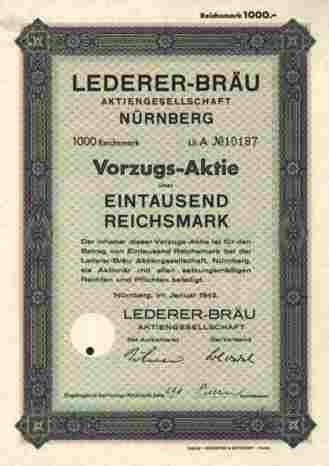 Reichsmark 1000.-
LEDERER-BRÄU
AKTIENGESELLSCHAFT
NÜRNBERG
1000 Reichsmark Lit. A №10187
Vorzugs-Aktie
über
EINTAUSEND
REICHSMARK
Der Inhaber dieser Vorzugs-Aktie ist für den
Betrag von Eintausend Reichsmark bei der
Lederer-Bräu Aktiengesellschaft, Nürnberg,
als Aktionär mit allen satzungsmäßigen
Rechten und Pflichten beteiligt.
Nürnberg, im Januar 1942.
LEDERER-BRÄU
AKTIENGESELLSCHAFT
Der Aufsichtsrat Der Vorstand